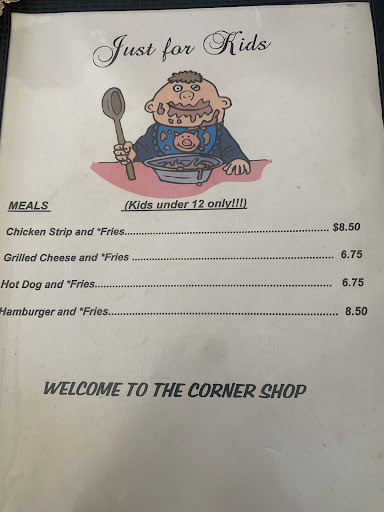 Just for Kids
MEALS (Kids under 12 only!!!)
Chicken Strip and *Fries............................................................ $8.50
Grilled Cheese and *Fries ......................................................... 6.75
Hot Dog and *Fries.................................................................... 6.75
Hamburger and *Fries................................................................ 8.50
WELCOME TO THE CORNER SHOP